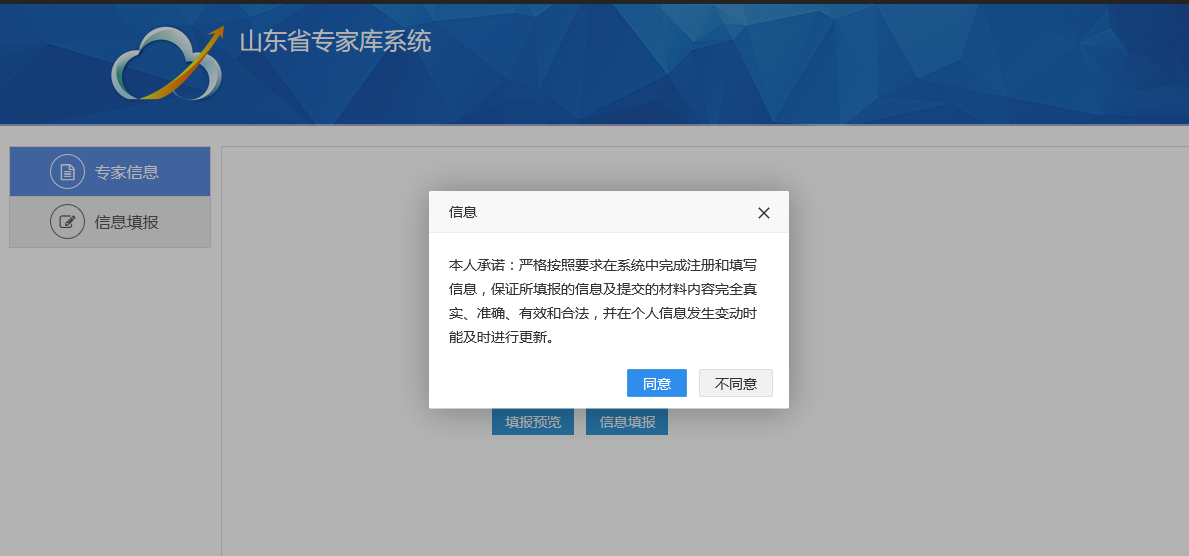 山东省专家库系统
专家信息
信息填报
信息
本人承诺：严格按照要求在系统中完成注册和填写
信息，保证所填报的信息及提交的材料内容完全真
实、准确、有效和合法，并在个人信息发生变动时
能及时进行更新。
同意 不同意
填报预览 信息填报